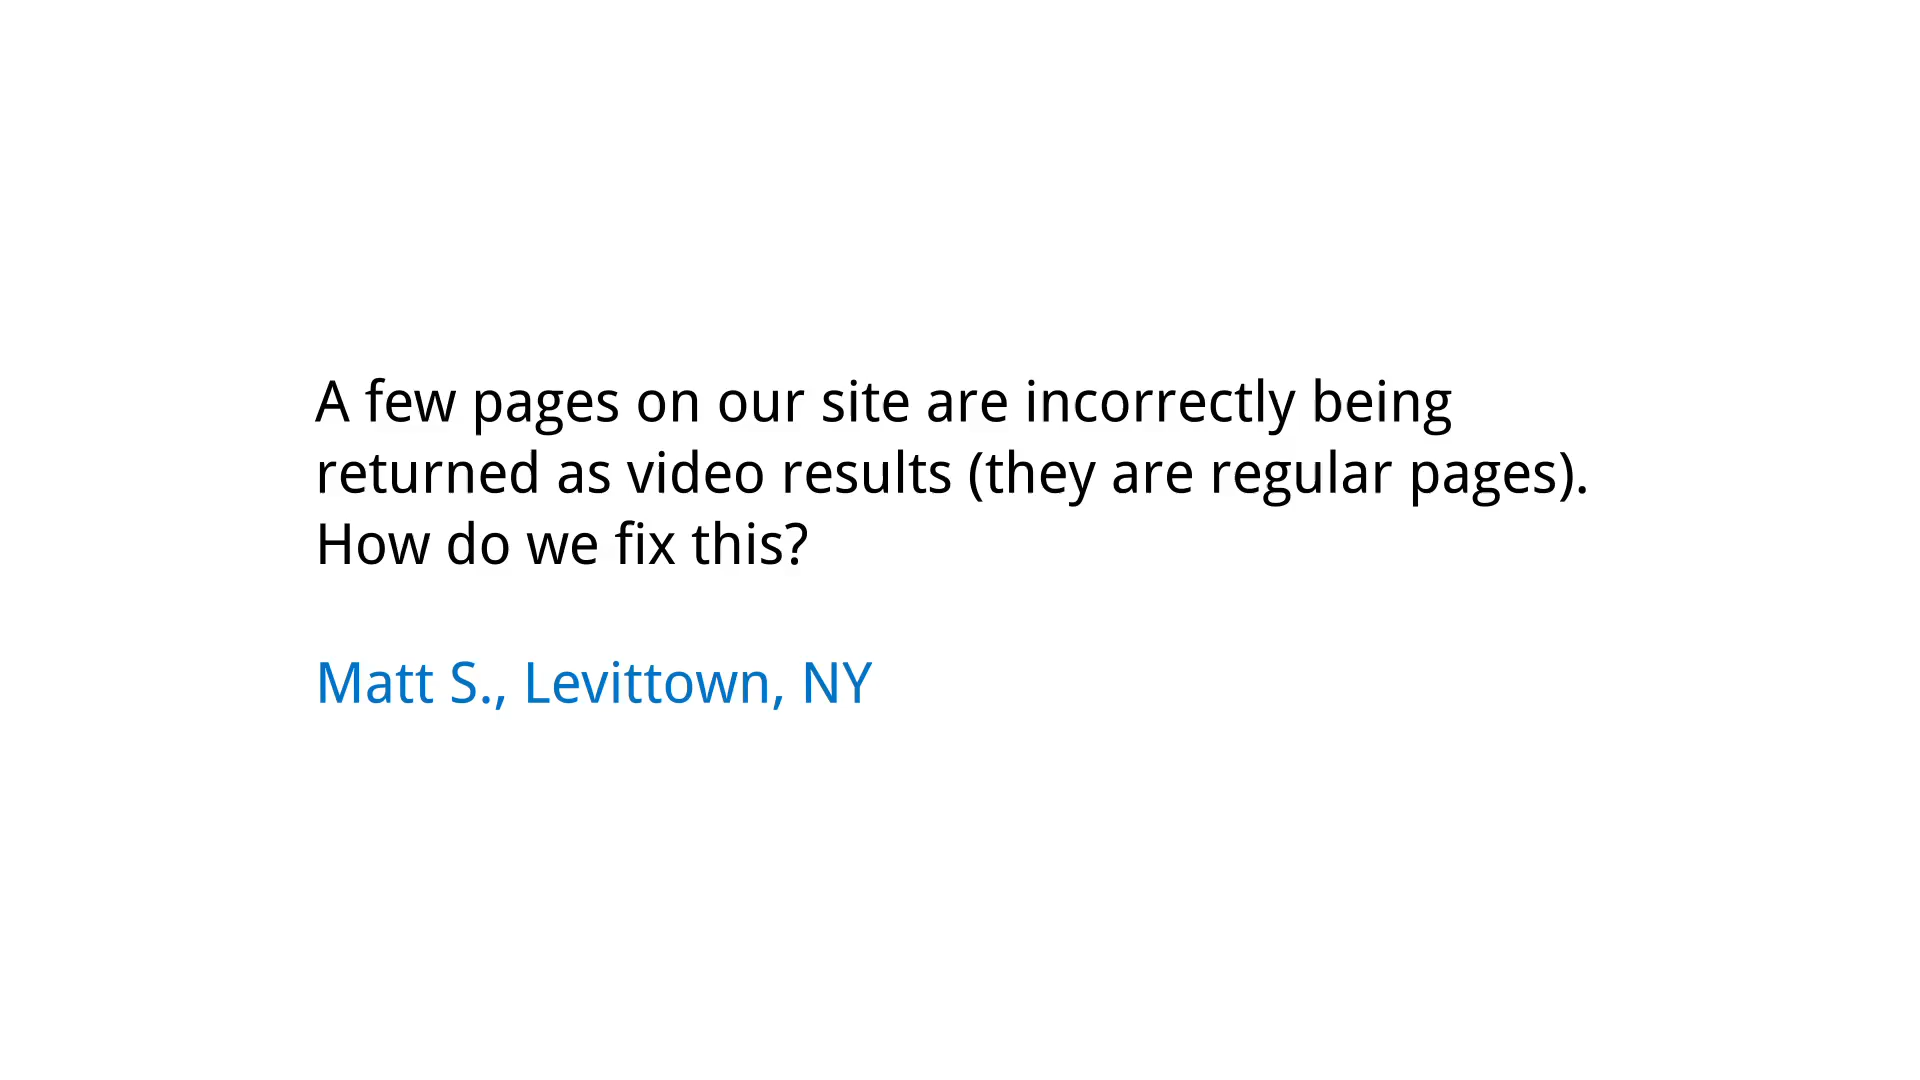 A few pages on our site are incorrectly being
returned as video results (they are regular pages).
How do we fix this?
Matt S., Levittown, NY